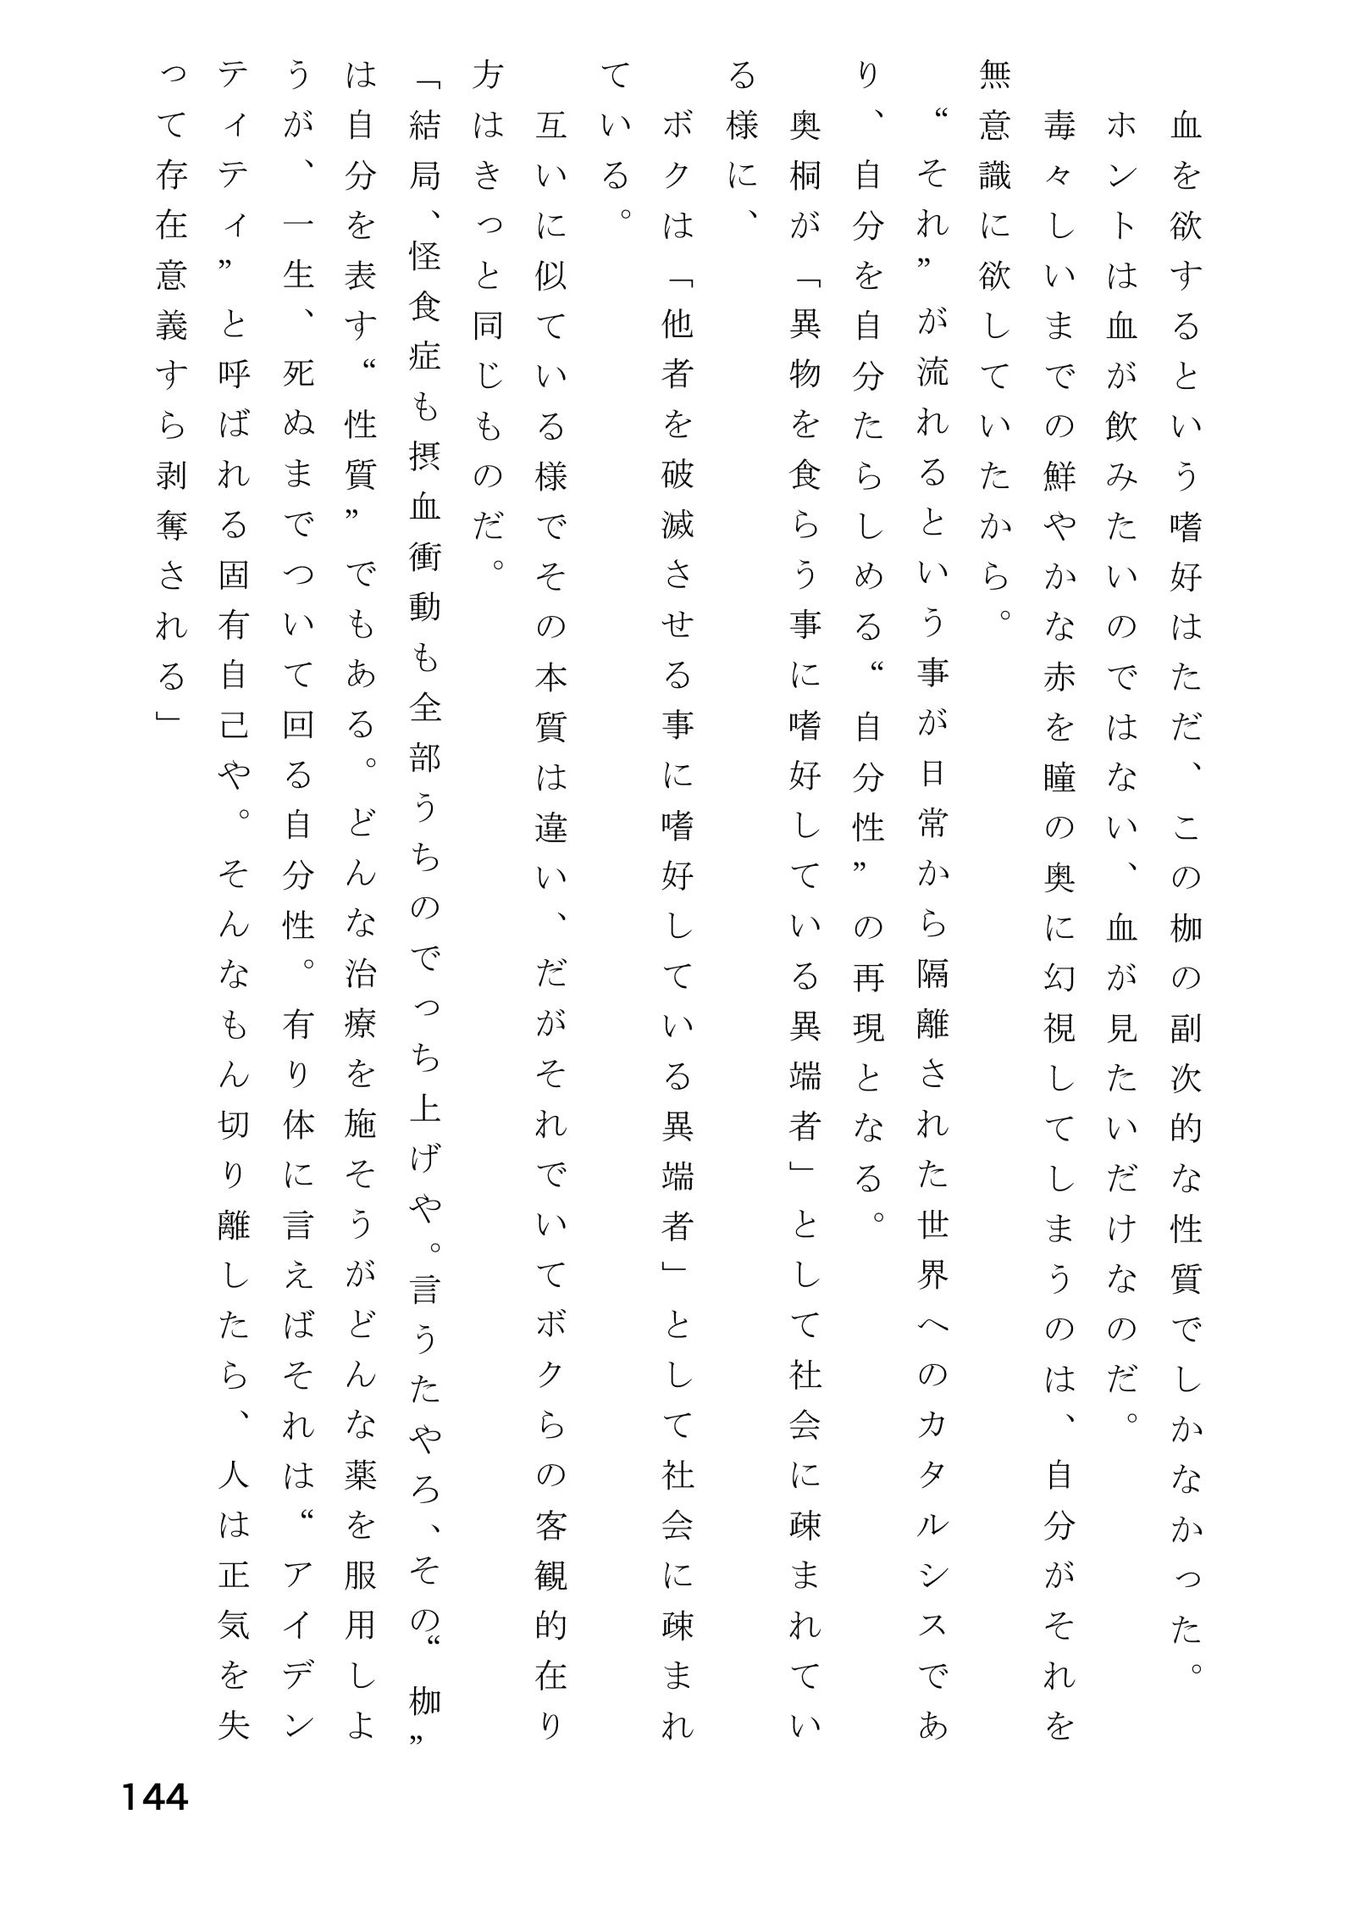 血を欲するという嗜好はただ、この枷の副次的な性質でしかなかった。
　ホントは血が飲みたいのではない、血が見たいだけなのだ。
　毒々しいまでの鮮やかな赤を瞳の奥に幻視してしまうのは、自分がそれを
無意識に欲していたから。
　“それ”が流れるという事が日常から隔離された世界へのカタルシスであ
り、自分を自分たらしめる“自分性”の再現となる。
　奥桐が「異物を食らう事に嗜好している異端者」として社会に疎まれてい
る様に、
　ボクは「他者を破滅させる事に嗜好している異端者」として社会に疎まれ
ている。
　互いに似ている様でその本質は違い、だがそれでいてボクらの客観的在り
方はきっと同じものだ。
「結局、怪食症も摂血衝動も全部うちのでっち上げや。言うたやろ、その“枷”
は自分を表す“性質”でもある。どんな治療を施そうがどんな薬を服用しよ
うが、一生、死ぬまでついて回る自分性。有り体に言えばそれは“アイデン
ティティ”と呼ばれる固有自己や。そんなもん切り離したら、人は正気を失
って存在意義すら剥奪される」
144